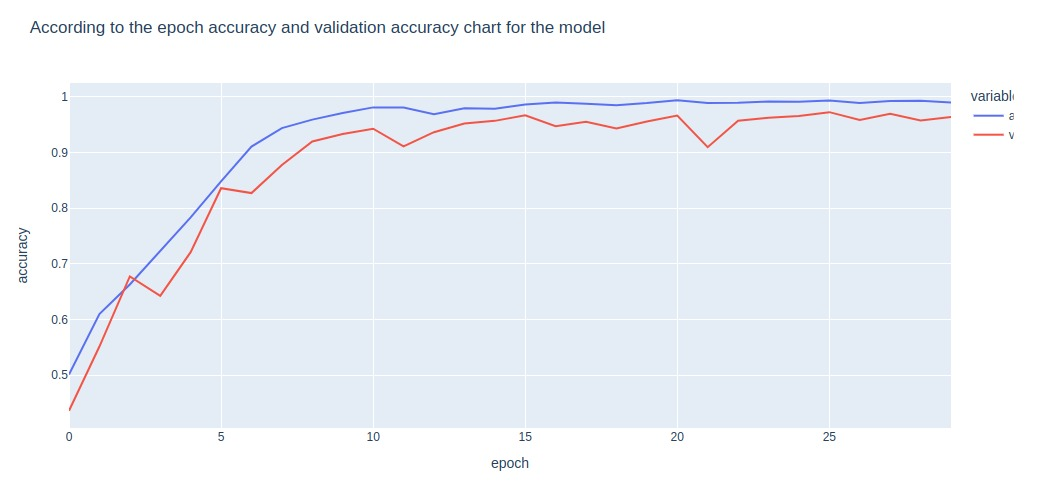 According to the epoch accuracy and validation accuracy chart for the model
variabl
a
v
1
0.9
0.8
0.7
0.6
0.5
accuracy
0 5 10 15 20 25
epoch